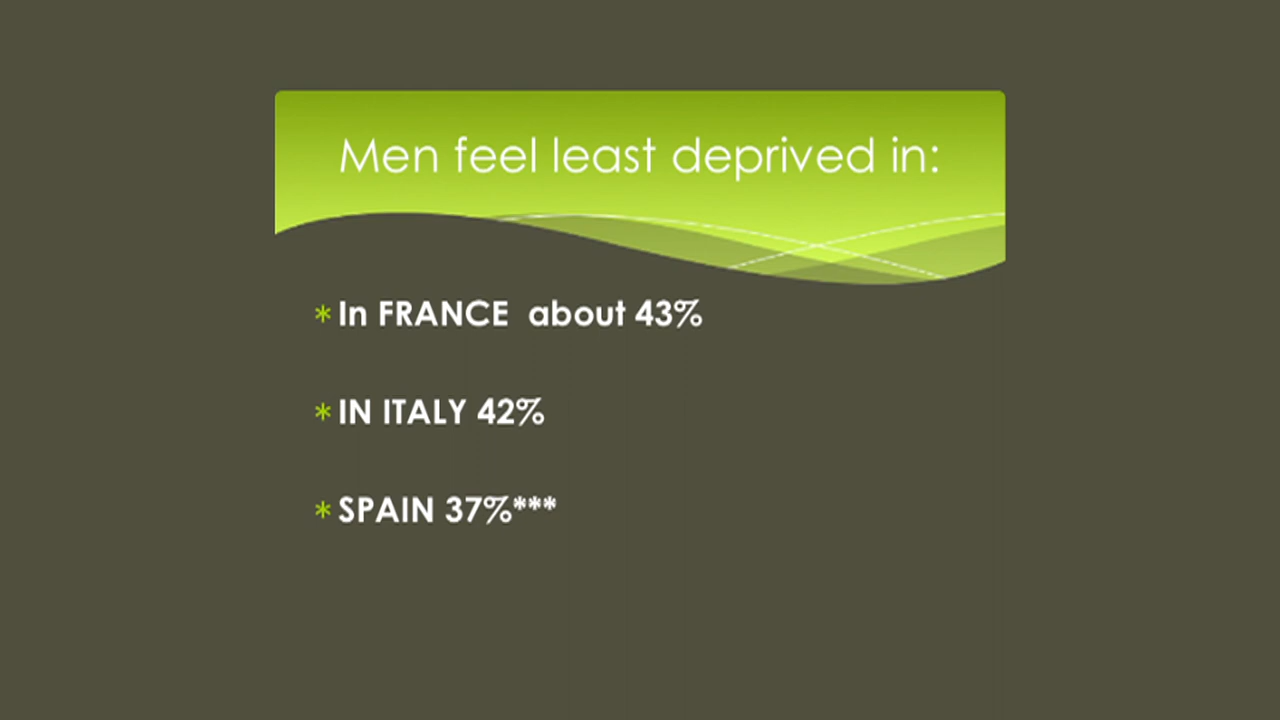 Men feel least deprived in:
* In FRANCE  about 43%
* IN ITALY 42%
* SPAIN 37%***